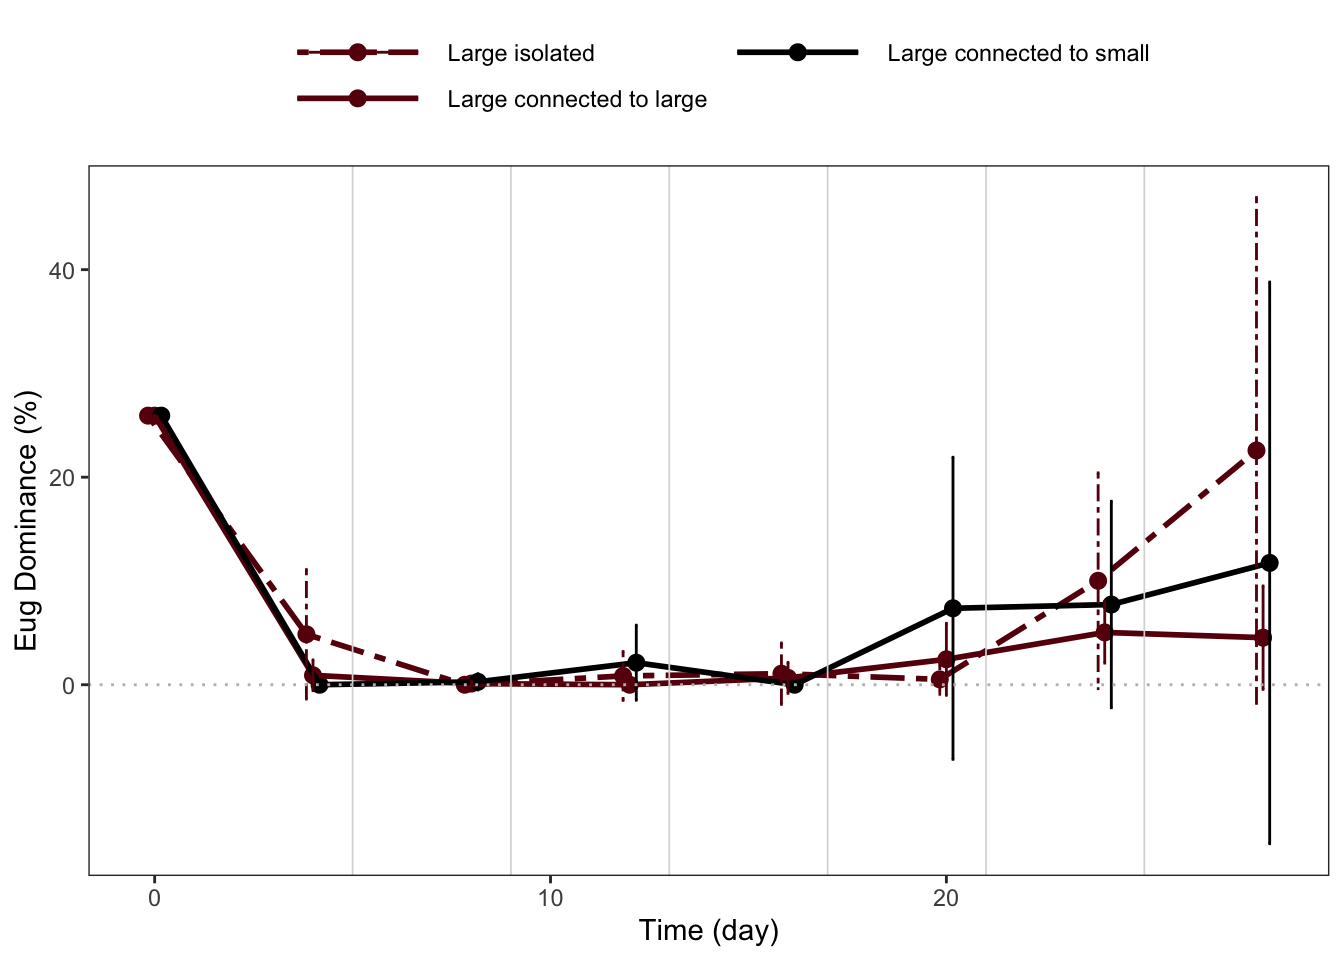 Large isolated
Large connected to small
Large connected to large
Eug Dominance (%)
40
20
0
0
10
20
Time (day)